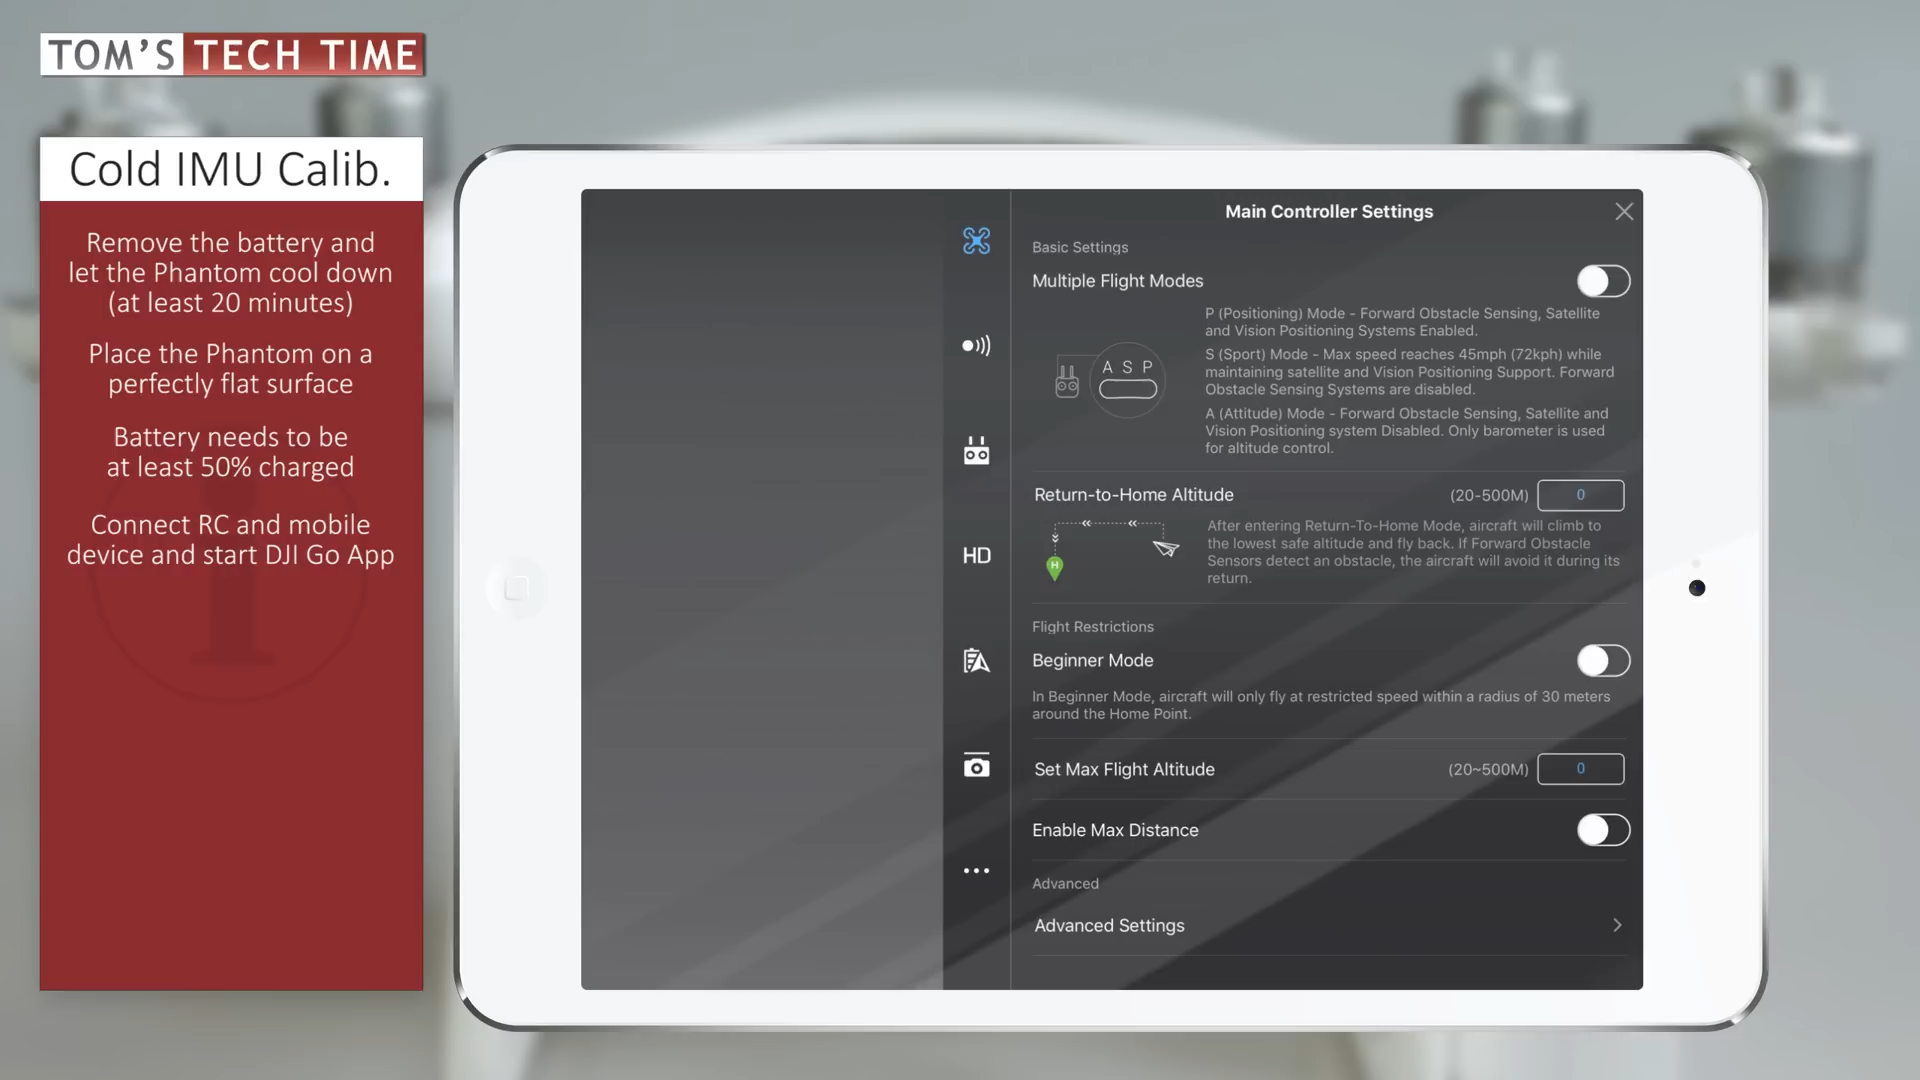 TOM'S TECH TIME
Cold IMU Calib.
Remove the battery and
let the Phantom cool down
(at least 20 minutes)
Place the Phantom on a
perfectly flat surface
Battery needs to be
at least 50% charged
Connect RC and mobile
device and start DJI Go App
Main Controller Settings
Basic Settings
Multiple Flight Modes
P (Positioning) Mode - Forward Obstacle Sensing, Satellite
and Vision Positioning Systems Enabled.
S (Sport) Mode - Max speed reaches 45mph (72kph) while
maintaining satellite and Vision Positioning Support. Forward
Obstacle Sensing Systems are disabled.
A (Attitude) Mode - Forward Obstacle Sensing, Satellite and
Vision Positioning system Disabled. Only barometer is used
for altitude control.
A S P
Return-to-Home Altitude (20-500M) 0
After entering Return-To-Home Mode, aircraft will climb to
the lowest safe altitude and fly back. If Forward Obstacle
Sensors detect an obstacle, the aircraft will avoid it during its
return.
H
HD
Flight Restrictions
Beginner Mode
In Beginner Mode, aircraft will only fly at restricted speed within a radius of 30 meters
around the Home Point.
Set Max Flight Altitude (20~500M) 0
Enable Max Distance
Advanced
Advanced Settings